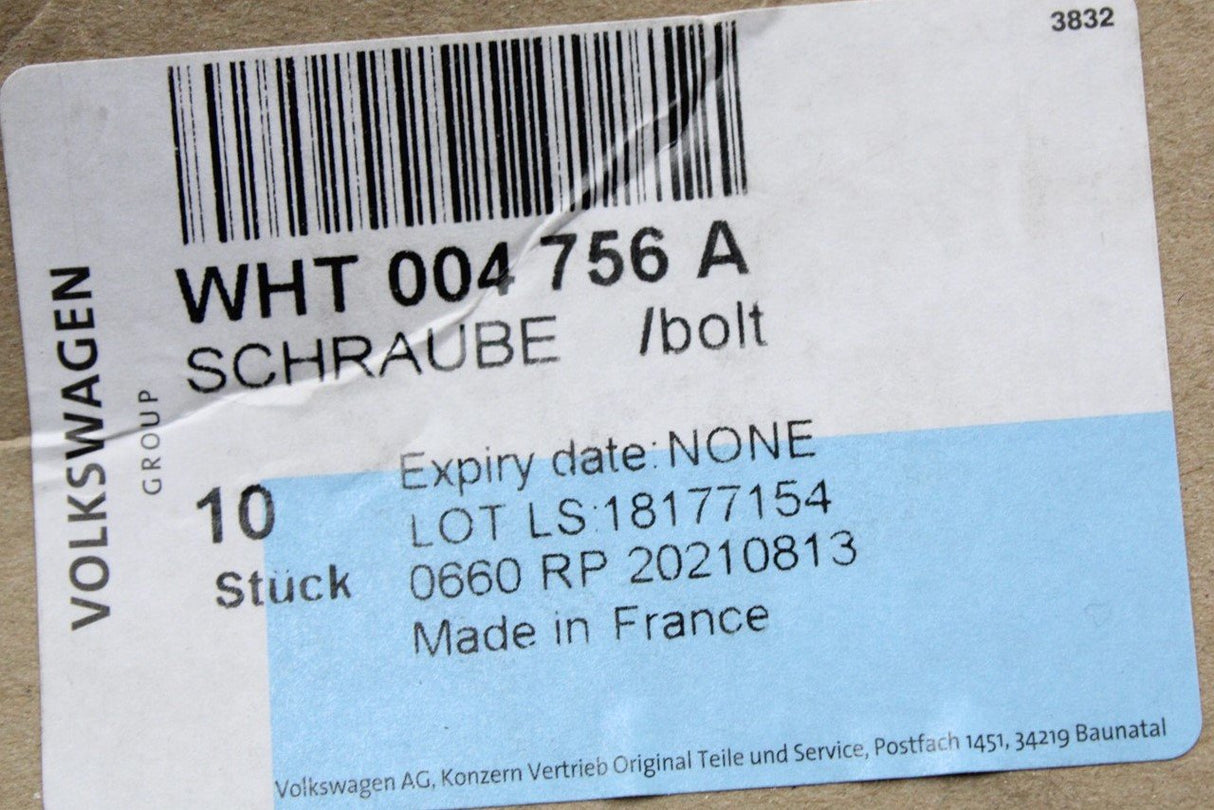 3832
WHT 004 756 A
SCHRAUBE /bolt
VOLKSWAGEN
GROUP
10
Stück
Expiry date: NONE
LOT LS:18177154
0660 RP 20210813
Made in France
Volkswagen AG, Konzern Vertrieb Original Teile und Service, Postfach 1451, 34219 Baunatal